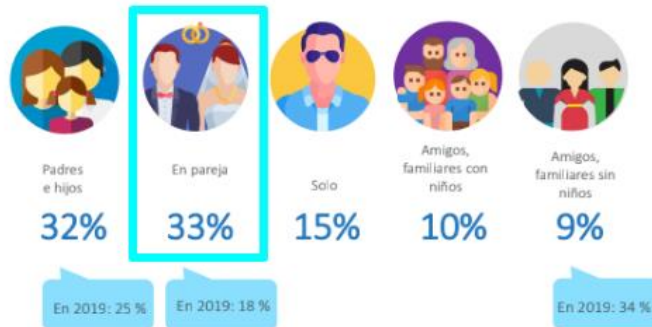 Padres
e hijos
32%
En pareja
33%
Solo
15%
Amigos,
familiares con
niños
10%
Amigos,
familiares sin
niños
9%
En 2019: 25 %
En 2019: 18 %
En 2019: 34 %